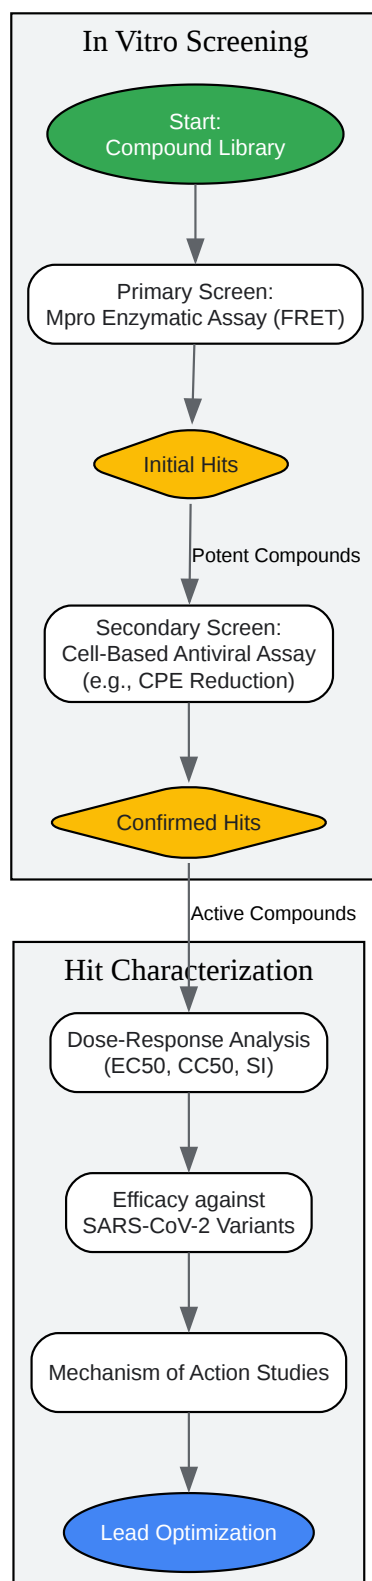 In Vitro Screening
Start:
Compound Library
Primary Screen:
Mpro Enzymatic Assay (FRET)
Initial Hits
Potent Compounds
Secondary Screen:
Cell-Based Antiviral Assay
(e.g., CPE Reduction)
Confirmed Hits
Active Compounds
Hit Characterization
Dose-Response Analysis
(EC50, CC50, SI)
Efficacy against
SARS-CoV-2 Variants
Mechanism of Action Studies
Lead Optimization